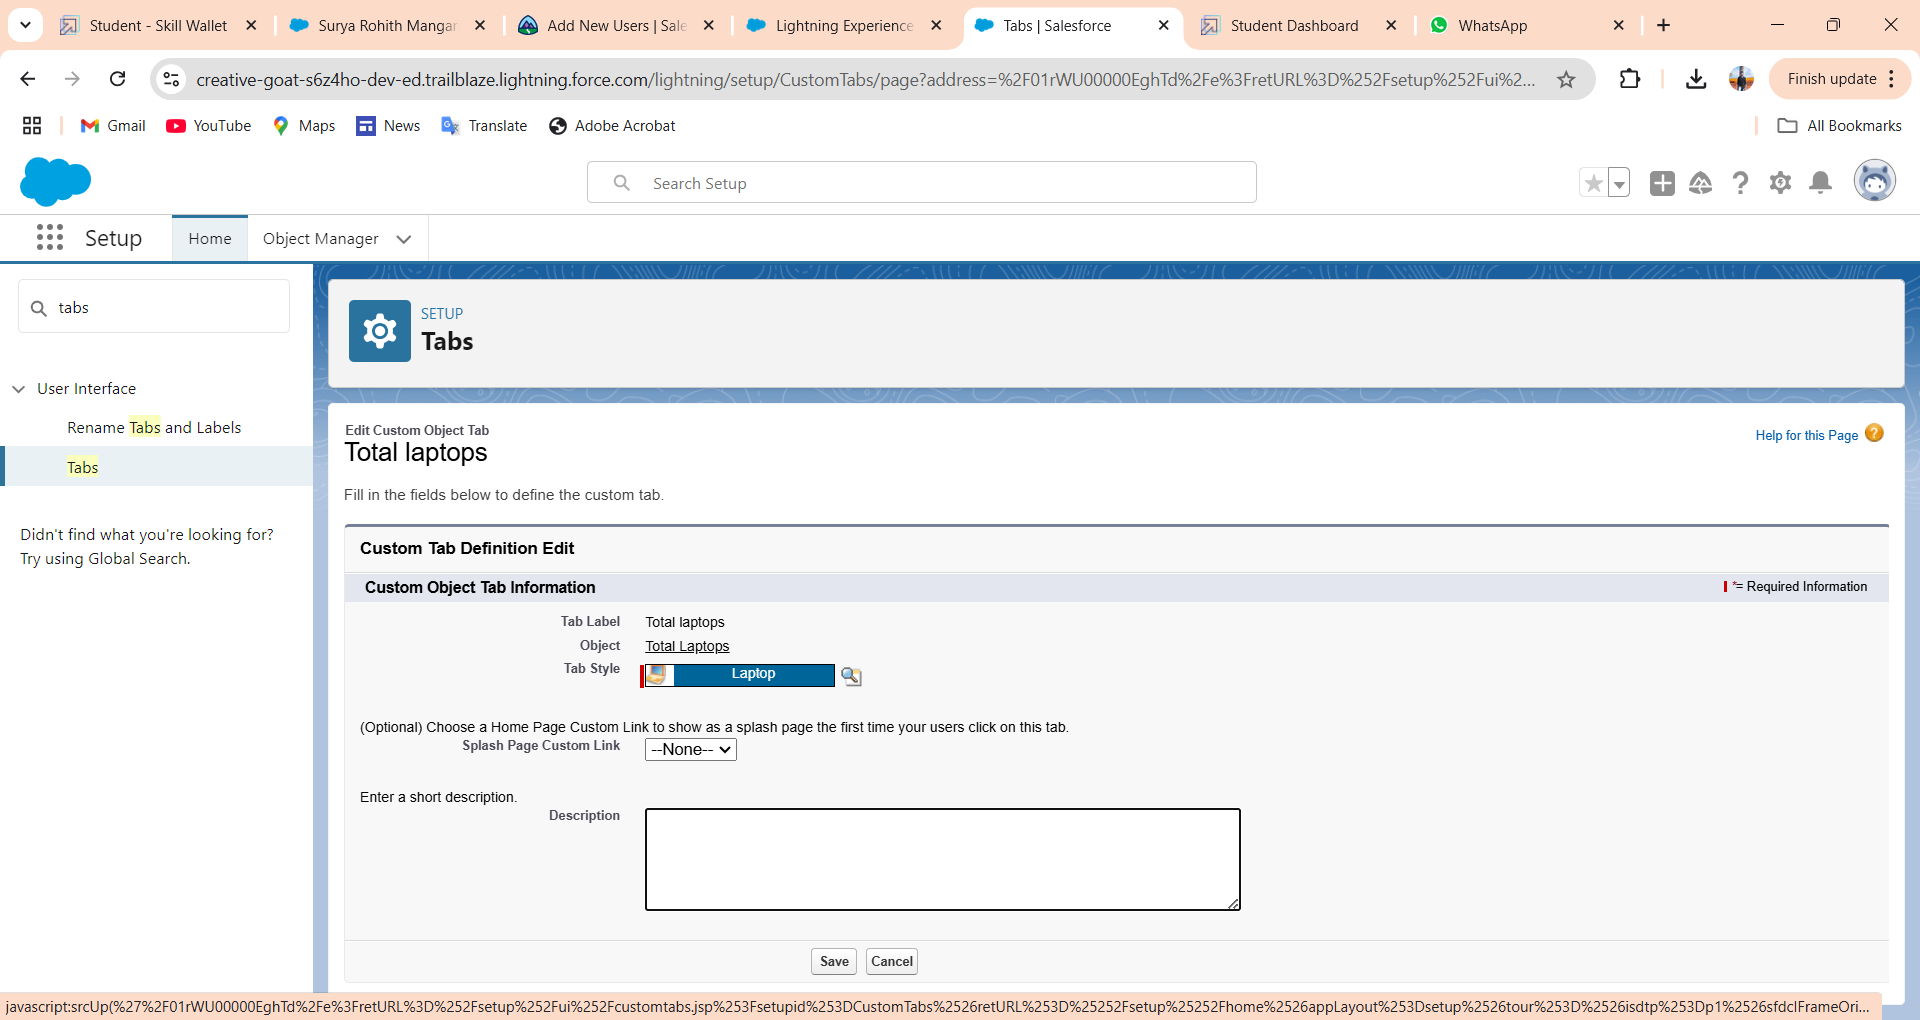 Student - Skill Wallet
Surya Rohith Mangar
Add New Users | Sale
Lightning Experience
Tabs | Salesforce
Student Dashboard
WhatsApp
creative-goat-s6z4ho-dev-ed.trailblaze.lightning.force.com/lightning/setup/CustomTabs/page?address=%2F01rWU00000EghTd%2Fe%3FretURL%3D%252Fsetup%252Fui%2...
Finish update
Gmail
YouTube
Maps
News
Translate
Adobe Acrobat
All Bookmarks
Search Setup
Setup
Home
Object Manager
tabs
User Interface
Rename Tabs and Labels
Tabs
Didn't find what you're looking for?
Try using Global Search.
SETUP
Tabs
Edit Custom Object Tab
Total laptops
Help for this Page
Fill in the fields below to define the custom tab.
Custom Tab Definition Edit
Custom Object Tab Information
*= Required Information
Tab Label Total laptops
Object Total Laptops
Tab Style Laptop
(Optional) Choose a Home Page Custom Link to show as a splash page the first time your users click on this tab.
Splash Page Custom Link --None--
Enter a short description.
Description
Save
Cancel
javascript:srcUp(%27%2F01rWU00000EghTd%2Fe%3FretURL%3D%252Fsetup%252Fui%252Fcustomtabs.jsp%253Fsetupid%253DCustomTabs%2526retURL%253D%25252Fsetup%25252Fhome%2526appLayout%253Dsetup%2526tour%253D%2526isdtp%253Dp1%2526sfdcIFrameOri...